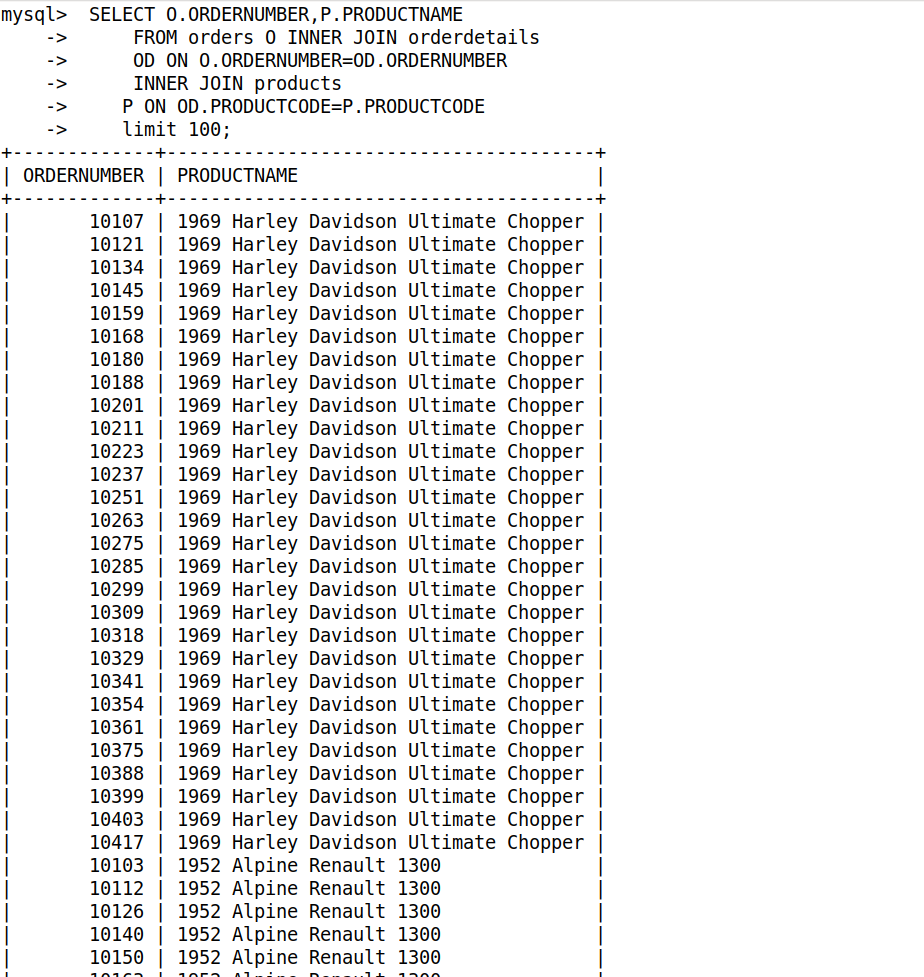 mysql>  SELECT O.ORDERNUMBER,P.PRODUCTNAME
    ->      FROM orders O INNER JOIN orderdetails
    ->      OD ON O.ORDERNUMBER=OD.ORDERNUMBER
    ->      INNER JOIN products
    ->     P ON OD.PRODUCTCODE=P.PRODUCTCODE
    ->     limit 100;
+-------------+---------------------------------------+
| ORDERNUMBER | PRODUCTNAME                           |
+-------------+---------------------------------------+
|       10107 | 1969 Harley Davidson Ultimate Chopper |
|       10121 | 1969 Harley Davidson Ultimate Chopper |
|       10134 | 1969 Harley Davidson Ultimate Chopper |
|       10145 | 1969 Harley Davidson Ultimate Chopper |
|       10159 | 1969 Harley Davidson Ultimate Chopper |
|       10168 | 1969 Harley Davidson Ultimate Chopper |
|       10180 | 1969 Harley Davidson Ultimate Chopper |
|       10188 | 1969 Harley Davidson Ultimate Chopper |
|       10201 | 1969 Harley Davidson Ultimate Chopper |
|       10211 | 1969 Harley Davidson Ultimate Chopper |
|       10223 | 1969 Harley Davidson Ultimate Chopper |
|       10237 | 1969 Harley Davidson Ultimate Chopper |
|       10251 | 1969 Harley Davidson Ultimate Chopper |
|       10263 | 1969 Harley Davidson Ultimate Chopper |
|       10275 | 1969 Harley Davidson Ultimate Chopper |
|       10285 | 1969 Harley Davidson Ultimate Chopper |
|       10299 | 1969 Harley Davidson Ultimate Chopper |
|       10309 | 1969 Harley Davidson Ultimate Chopper |
|       10318 | 1969 Harley Davidson Ultimate Chopper |
|       10329 | 1969 Harley Davidson Ultimate Chopper |
|       10341 | 1969 Harley Davidson Ultimate Chopper |
|       10354 | 1969 Harley Davidson Ultimate Chopper |
|       10361 | 1969 Harley Davidson Ultimate Chopper |
|       10375 | 1969 Harley Davidson Ultimate Chopper |
|       10388 | 1969 Harley Davidson Ultimate Chopper |
|       10399 | 1969 Harley Davidson Ultimate Chopper |
|       10403 | 1969 Harley Davidson Ultimate Chopper |
|       10417 | 1969 Harley Davidson Ultimate Chopper |
|       10103 | 1952 Alpine Renault 1300              |
|       10112 | 1952 Alpine Renault 1300              |
|       10126 | 1952 Alpine Renault 1300              |
|       10140 | 1952 Alpine Renault 1300              |
|       10150 | 1952 Alpine Renault 1300              |
|             | 1952 Alpine Renault 1300              |